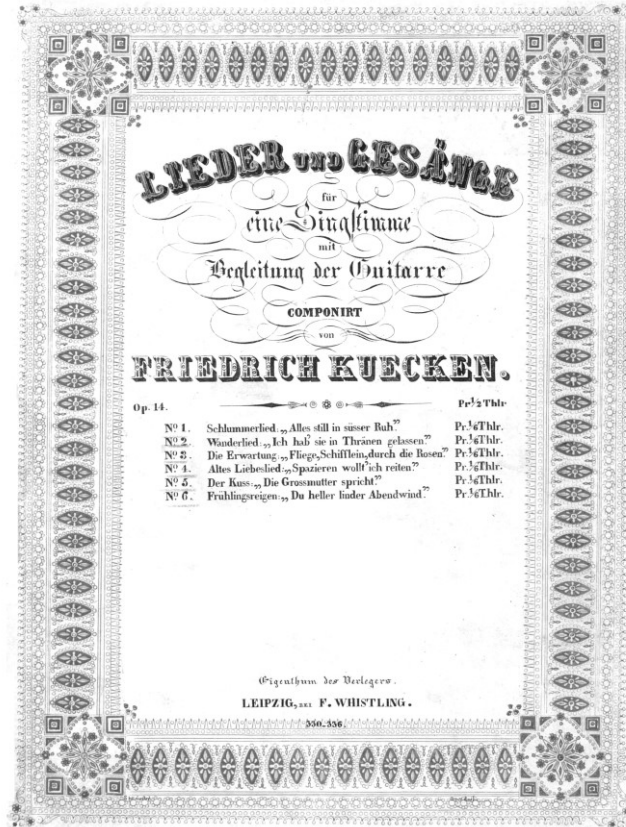 LIEDER UND GESÄNGE
für
eine Singstimme
mit
Begleitung der Guitarre
COMPONIRT
von
FRIEDRICH KUECKEN.
Op. 14. Pr. 1/2 Thlr
No 1. Schlummerlied: „Alles still in süsser Ruh." Pr. 1/6 Thlr.
No 2. Wanderlied: „Ich hab' sie in Thränen gelassen." Pr. 1/6 Thlr.
No 3. Die Erwartung: „Fliege, Schifflein, durch die Rosen." Pr. 1/6 Thlr.
No 4. Altes Liebeslied: „Spazieren wollt' ich reiten." Pr. 1/6 Thlr.
No 5. Der Kuss: „Die Grossmutter spricht." Pr. 1/6 Thlr.
No 6. Frühlingsreigen: „Du heller linder Abendwind." Pr. 1/6 Thlr.
Eigenthum des Verlegers.
LEIPZIG, BEI F. WHISTLING.
330-336.